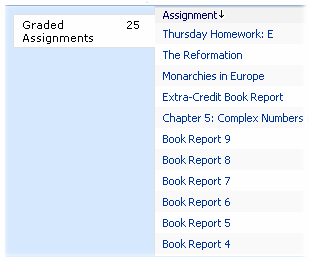 Graded Assignments 25
Assignment↓
Thursday Homework: E
The Reformation
Monarchies in Europe
Extra-Credit Book Report
Chapter 5: Complex Numbers
Book Report 9
Book Report 8
Book Report 7
Book Report 6
Book Report 5
Book Report 4